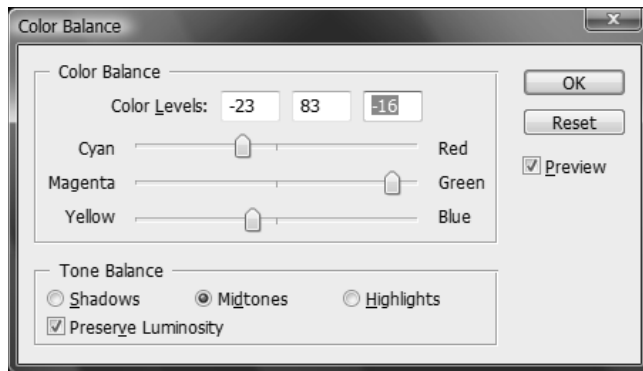 Color Balance
Color Balance
Color Levels: -23 83 -16
Cyan Red
Magenta Green
Yellow Blue
Tone Balance
Shadows Midtones Highlights
Preserve Luminosity
OK
Reset
Preview